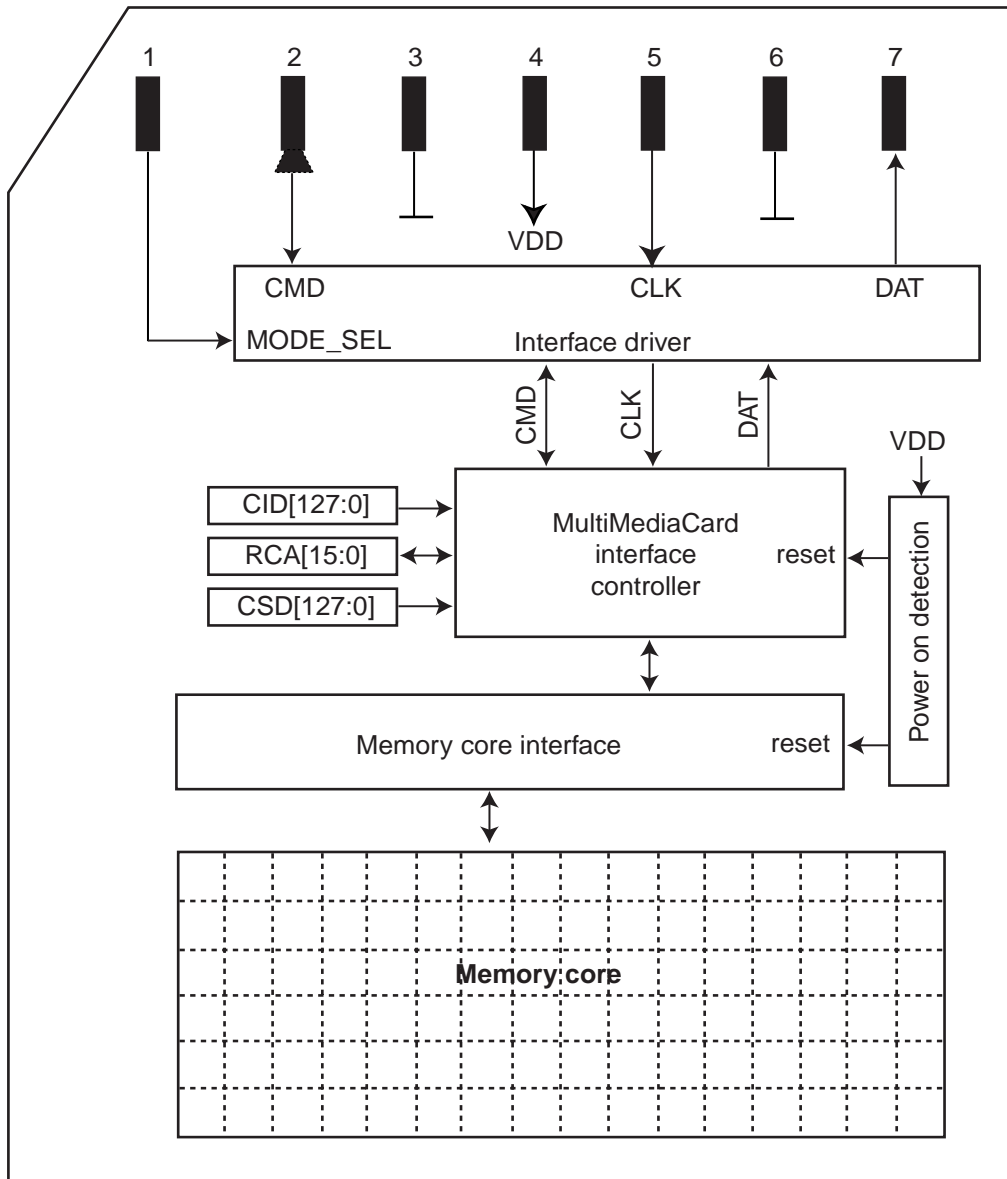 1 2 3 4 5 6 7
VDD
CMD CLK DAT
MODE_SEL Interface driver
CMD CLK DAT
VDD
CID[127:0]
RCA[15:0]
CSD[127:0]
MultiMediaCard
interface
controller
reset
Power on detection
Memory core interface reset
Memory core